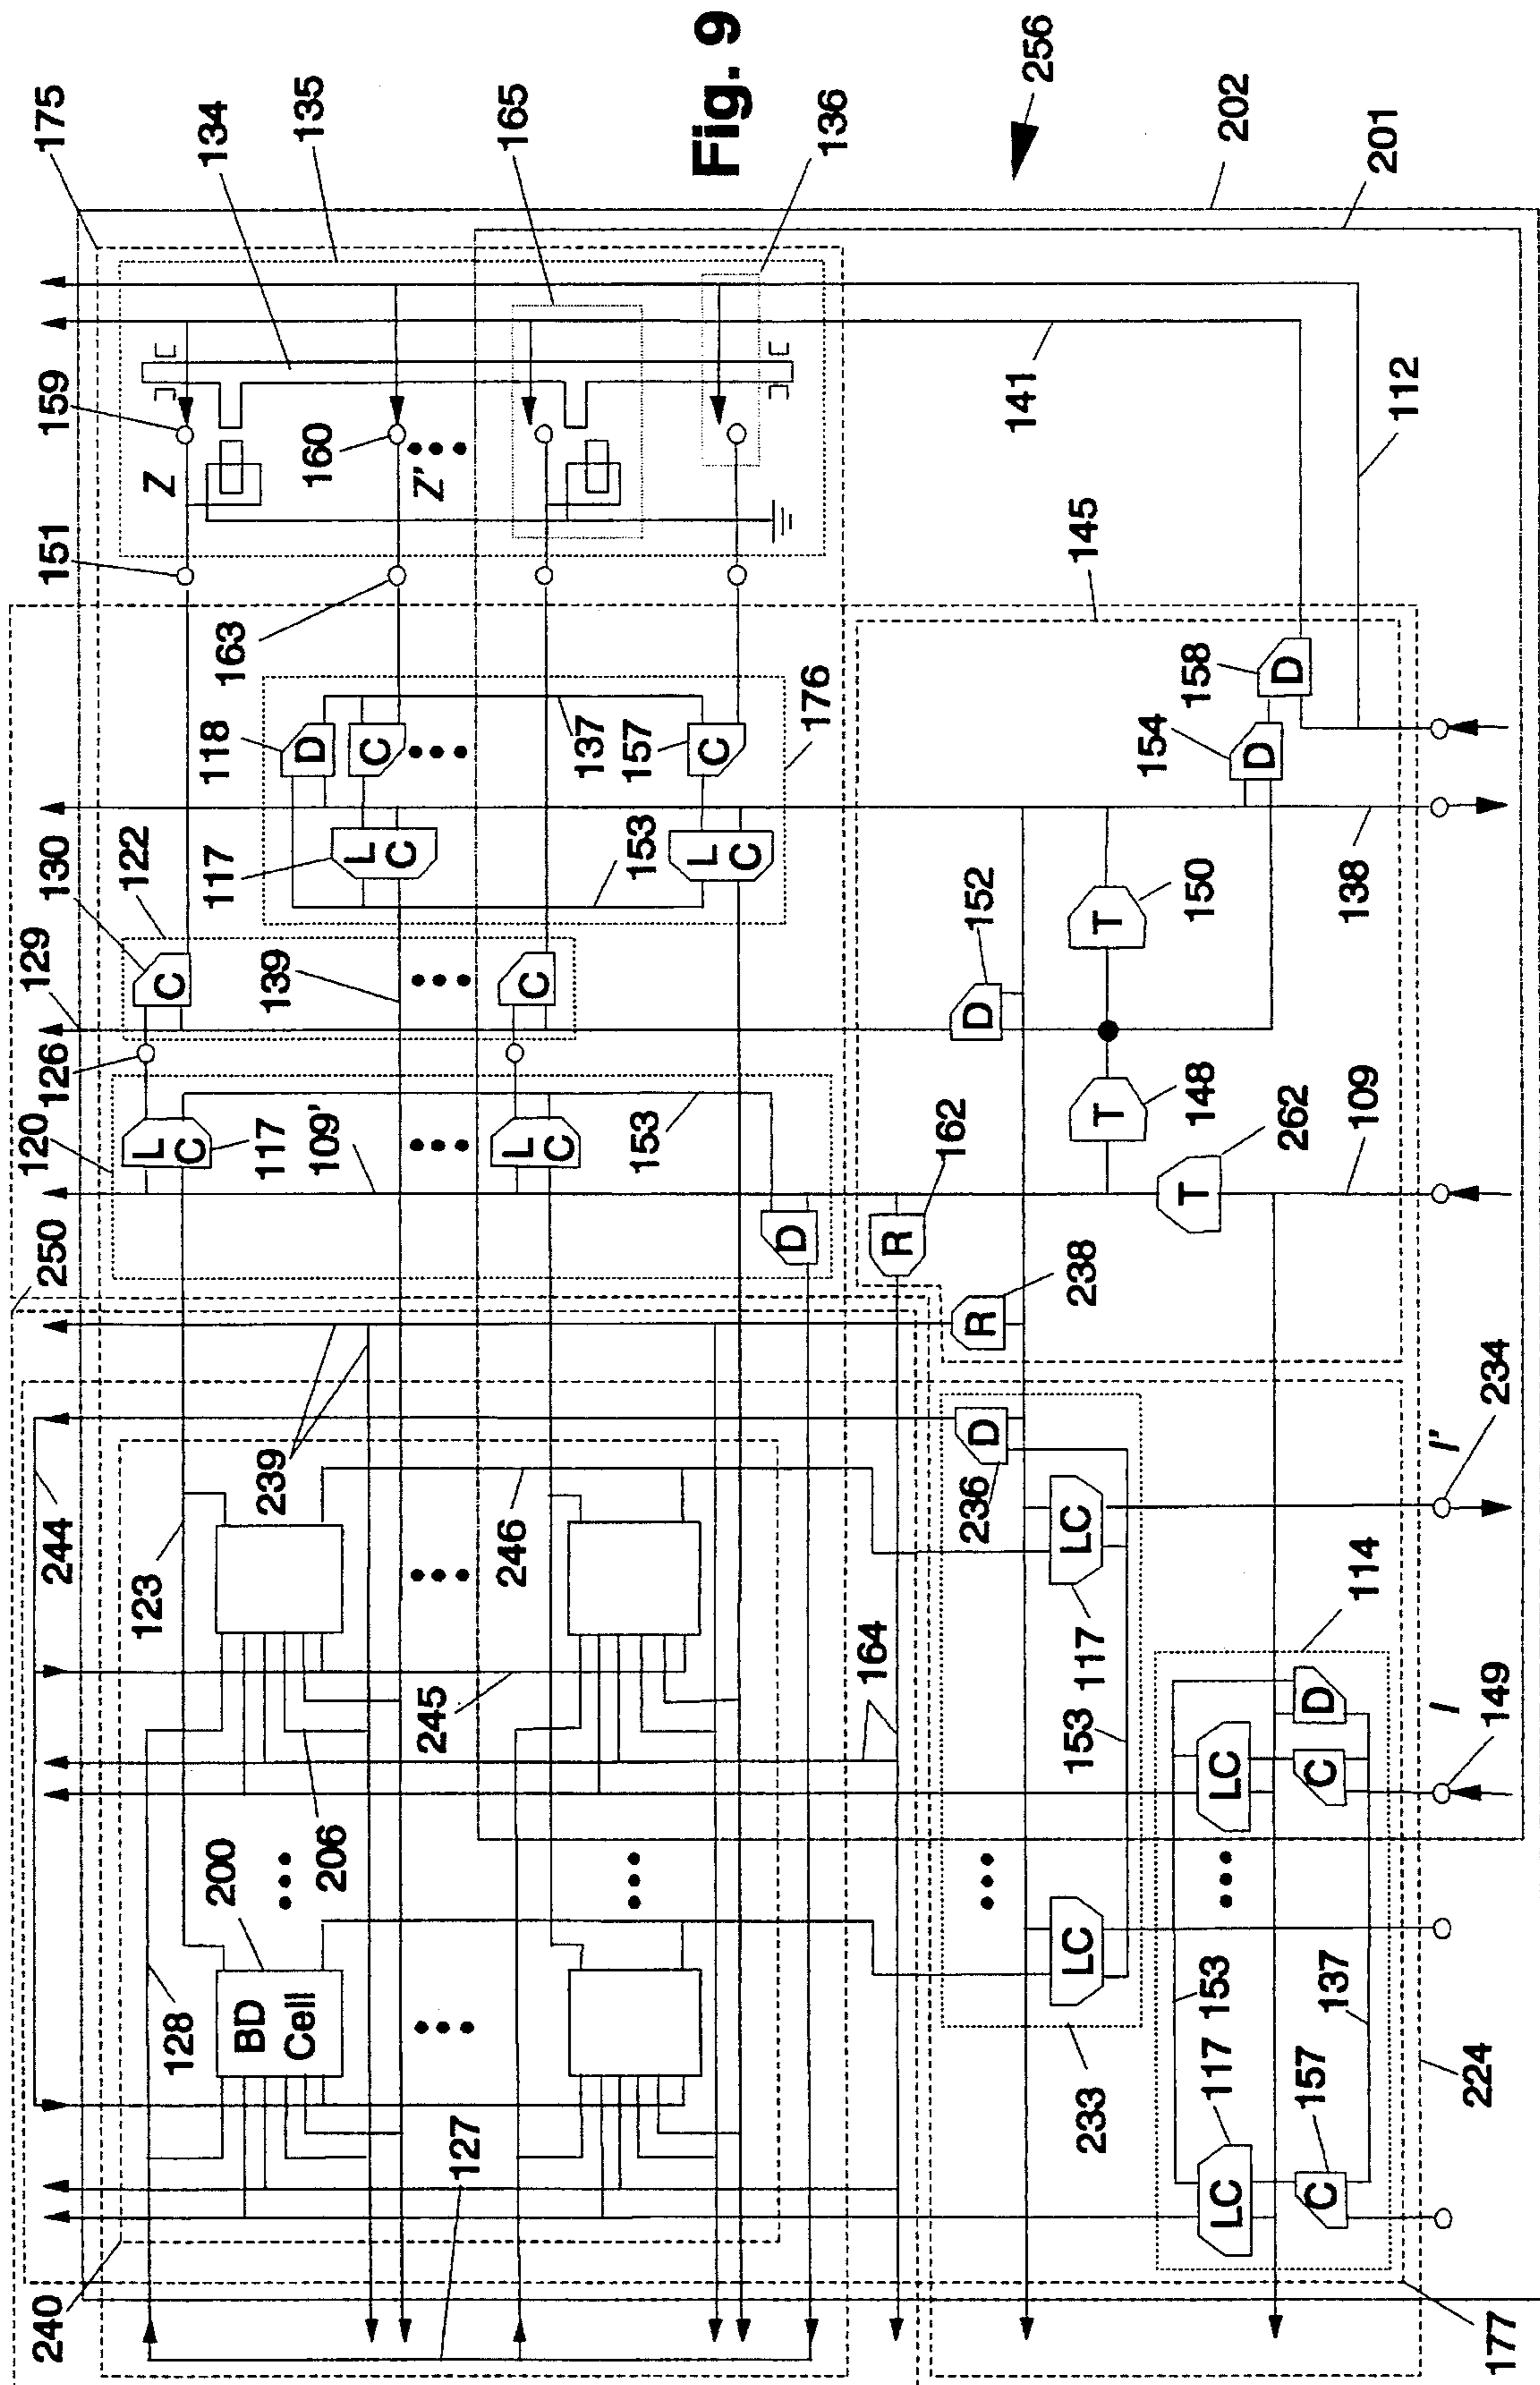 Fig. 9
175
134
135
165
136
256
202
201
159
Z
160
Z'
151
163
141
112
145
118
D
C
137
157
C
176
158
D
154
D
130
122
117
L
C
153
L
C
150
T
138
129
C
139
C
152
D
126
120
L
C
117
109'
L
C
153
162
148
T
262
T
109
250
D
R
238
R
244
123
239
246
D
236
234
I'
LC
117
114
206
245
164
153
I
149
D
LC
C
200
BD
Cell
128
LC
153
137
127
233
117
LC
157
C
224
240
177